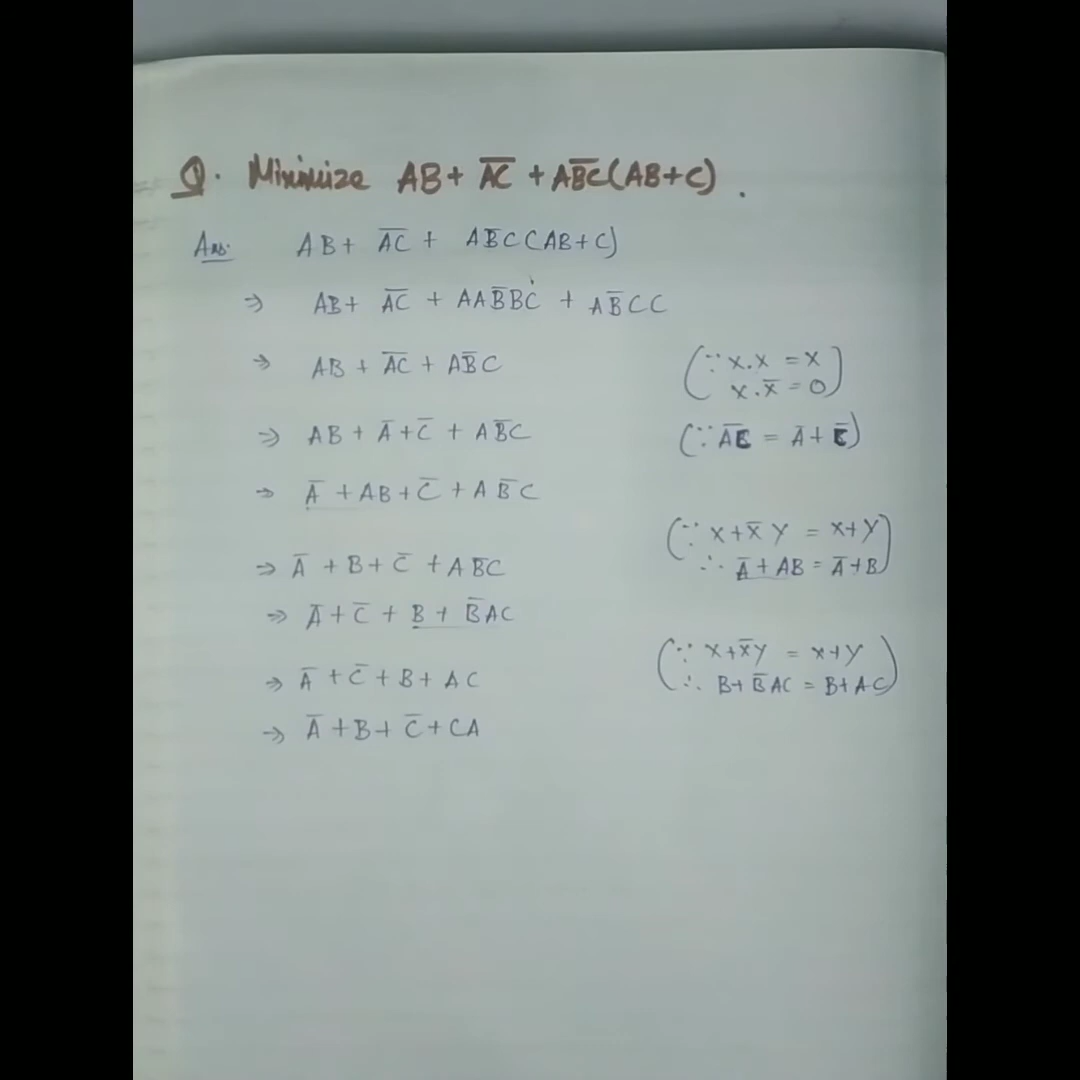 Q. Minimize AB + A̅C̅ + AB̅C(AB+C).
Ans. AB + A̅C̅ + AB̅C(AB+C)
⇒ AB + A̅C̅ + AAB̅BC + AB̅CC
⇒ AB + A̅C̅ + AB̅C (∵ X.X = X
X.X̅ = 0)
⇒ AB + A̅ + C̅ + AB̅C (∵ A̅C̅ = A̅ + C̅)
⇒ A̅ + AB + C̅ + AB̅C
(∵ X + X̅Y = X+Y
⇒ A̅ + B + C̅ + AB̅C ∴ A̅ + AB = A̅ + B)
⇒ A̅ + C̅ + B + B̅AC
(∵ X + X̅Y = X+Y
⇒ A̅ + C̅ + B + AC ∴ B + B̅AC = B + AC)
⇒ A̅ + B + C̅ + CA